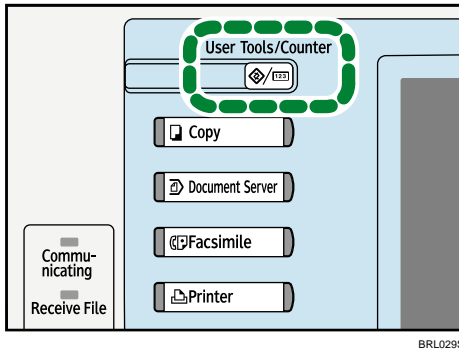 User Tools/Counter
123
Copy
Document Server
Facsimile
Printer
Commu-
nicating
Receive File
BRL029S